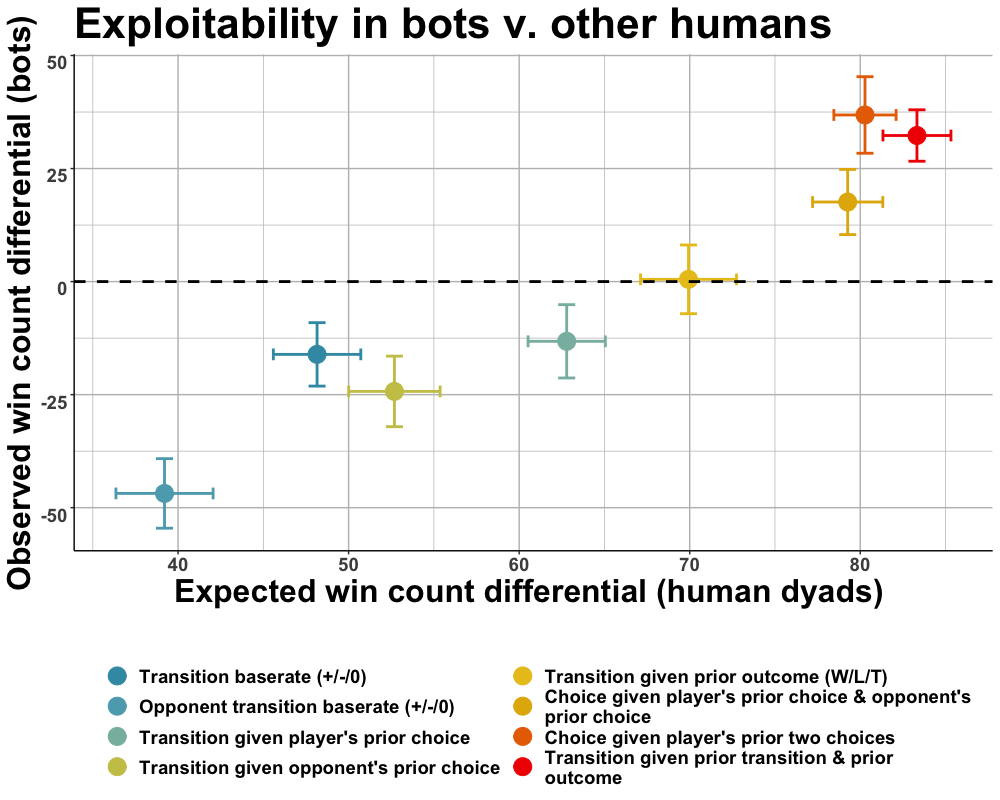 Exploitability in bots v. other humans
Observed win count differential (bots)
50
25
0
-25
-50
40
50
60
70
80
Expected win count differential (human dyads)
Transition baserate (+/-/0)
Opponent transition baserate (+/-/0)
Transition given player's prior choice
Transition given opponent's prior choice
Transition given prior outcome (W/L/T)
Choice given player's prior choice & opponent's
prior choice
Choice given player's prior two choices
Transition given prior transition & prior
outcome